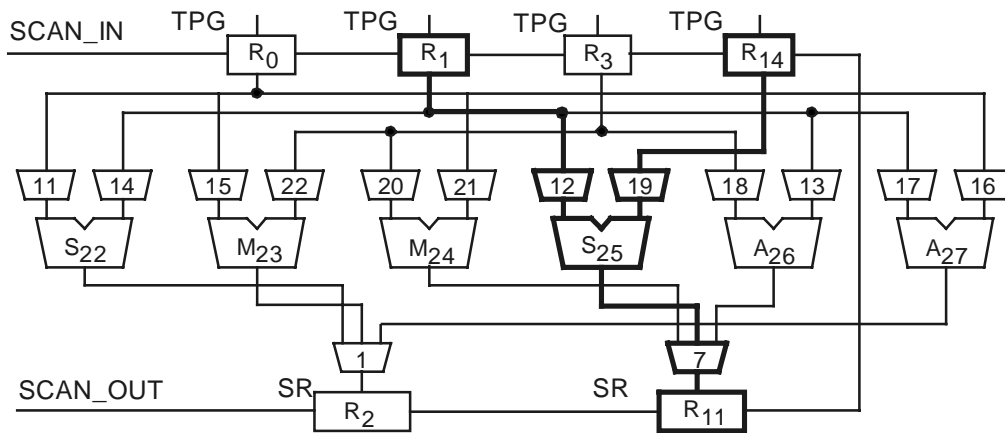 SCAN_IN TPG TPG TPG TPG
R0 R1 R3 R14
11 14 15 22 20 21 12 19 18 13 17 16
S22 M23 M24 S25 A26 A27
1 7
SCAN_OUT SR SR
R2 R11